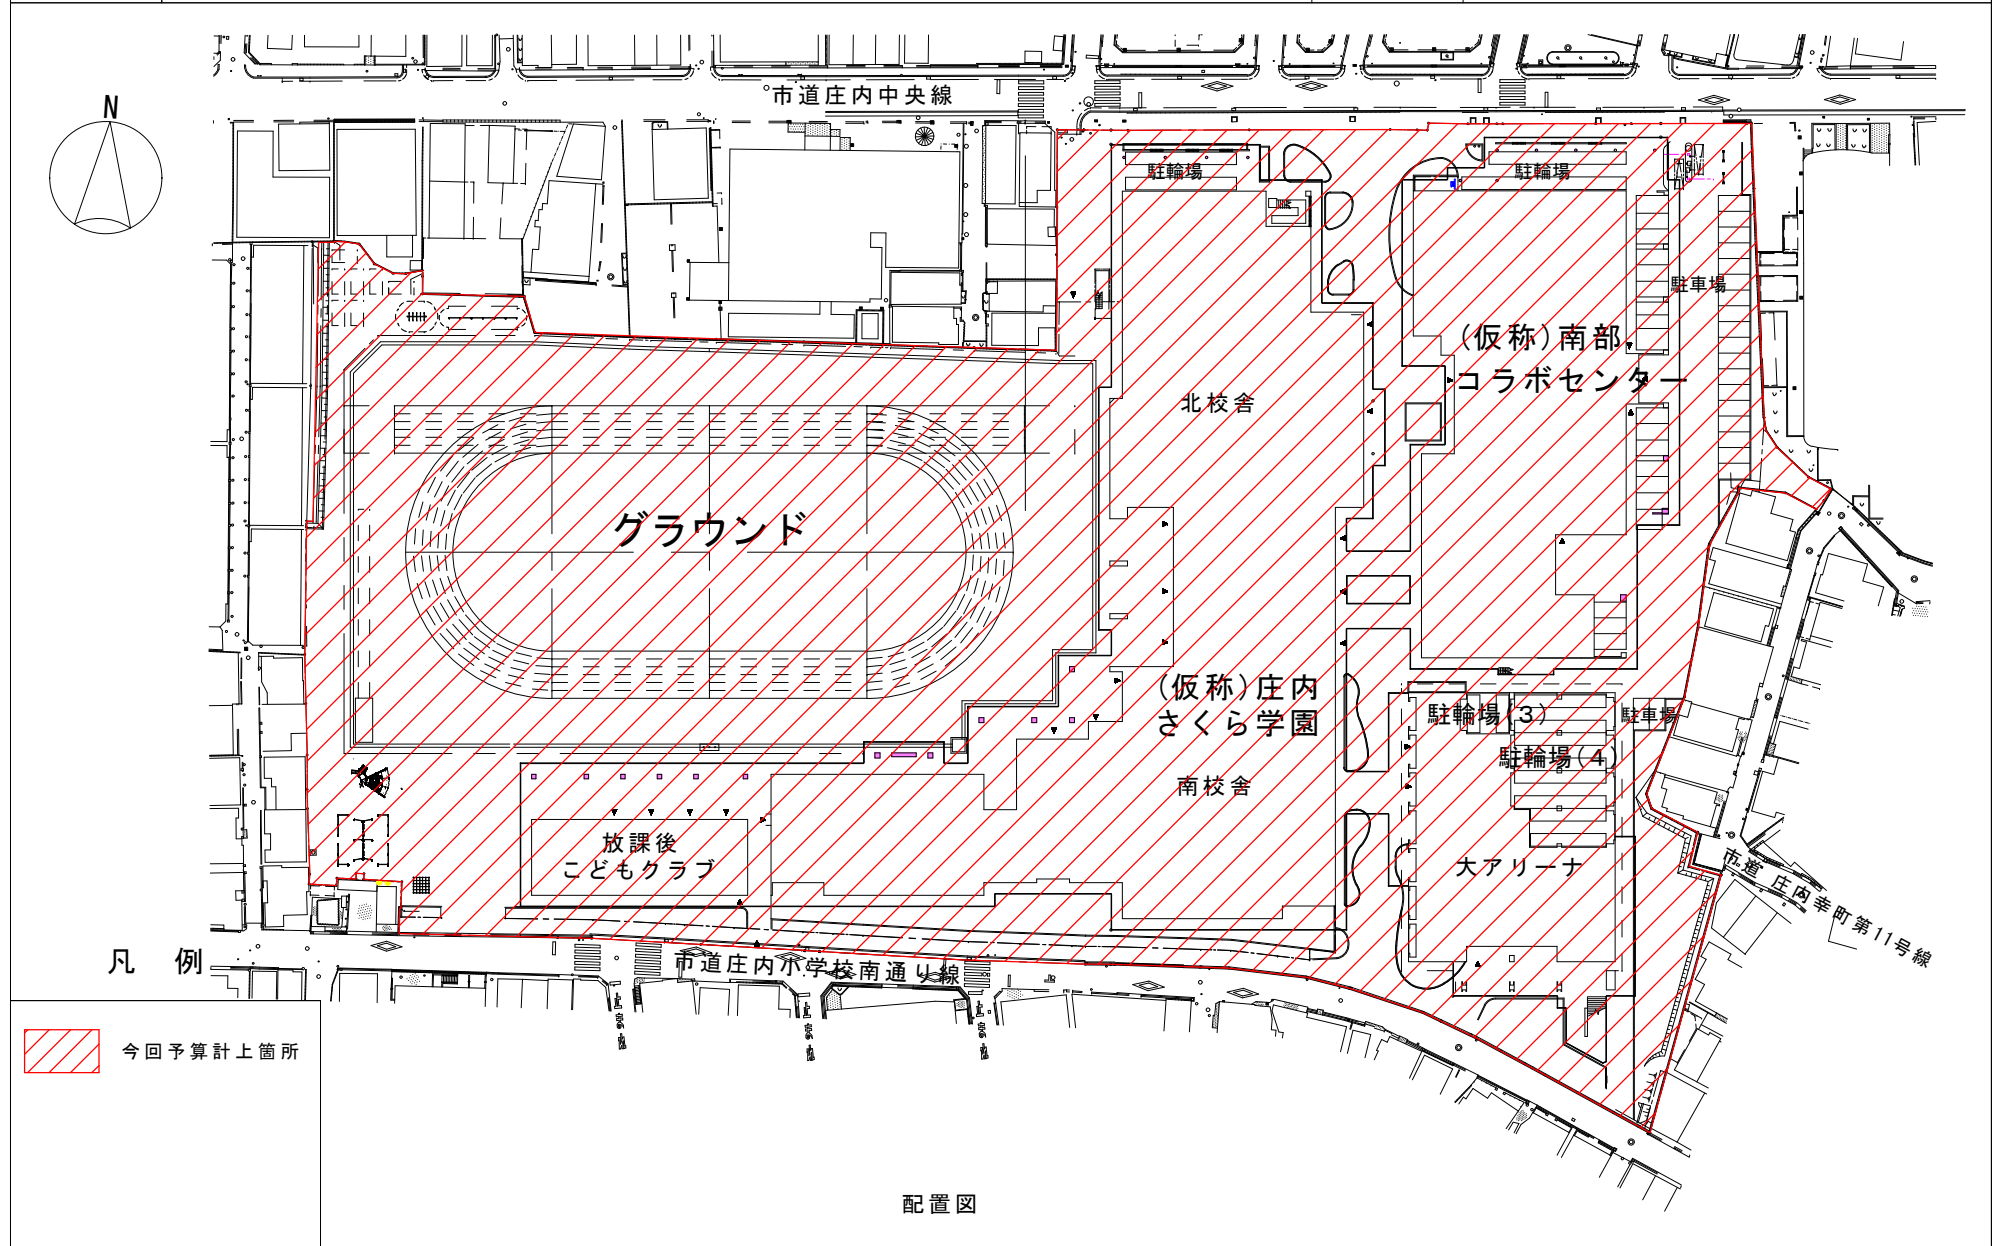 市道庄内中央線
N
駐輪場
駐輪場
駐車場
(仮称)南部
コラボセンター
北校舎
グラウンド
(仮称)庄内
さくら学園
駐輪場(3)
駐車場
駐輪場(4)
南校舎
放課後
こどもクラブ
大アリーナ
市道 庄内幸町第11号線
市道庄内小学校南通り線
凡 例
今回予算計上箇所
配置図